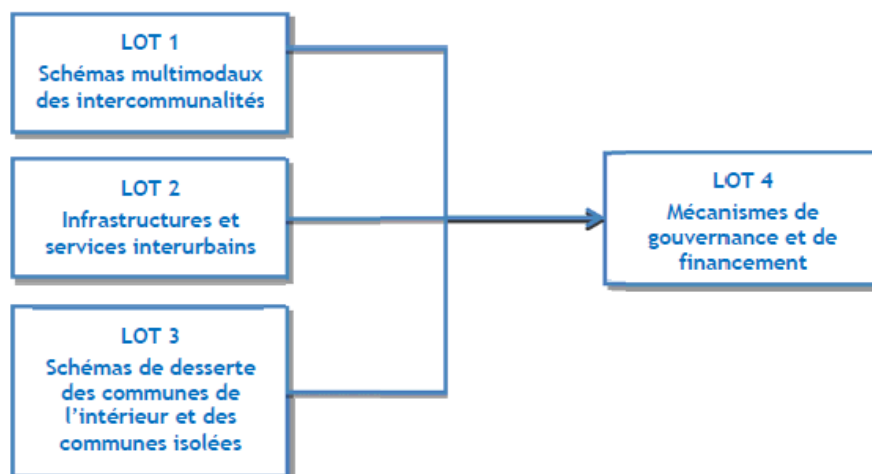 LOT 1
Schémas multimodaux
des intercommunalités
LOT 2
Infrastructures et
services interurbains
LOT 3
Schémas de desserte
des communes de
l'intérieur et des
communes isolées
LOT 4
Mécanismes de
gouvernance et de
financement